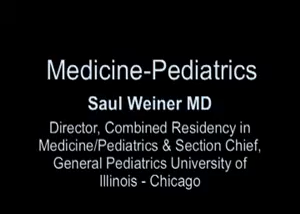 Medicine-Pediatrics
Saul Weiner MD
Director, Combined Residency in
Medicine/Pediatrics & Section Chief,
General Pediatrics University of
Illinois - Chicago